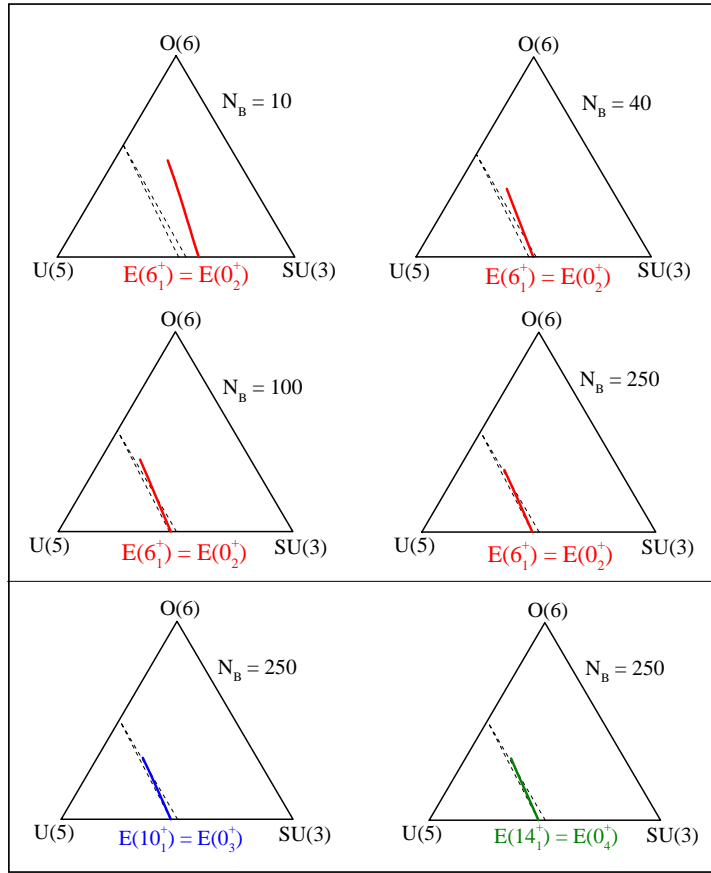 O(6) O(6)
N_B = 10 N_B = 40
U(5) SU(3) U(5) SU(3)
E(6_1^+) = E(0_2^+) E(6_1^+) = E(0_2^+)
O(6) O(6)
N_B = 100 N_B = 250
U(5) SU(3) U(5) SU(3)
E(6_1^+) = E(0_2^+) E(6_1^+) = E(0_2^+)
O(6) O(6)
N_B = 250 N_B = 250
U(5) SU(3) U(5) SU(3)
E(10_1^+) = E(0_3^+) E(14_1^+) = E(0_4^+)